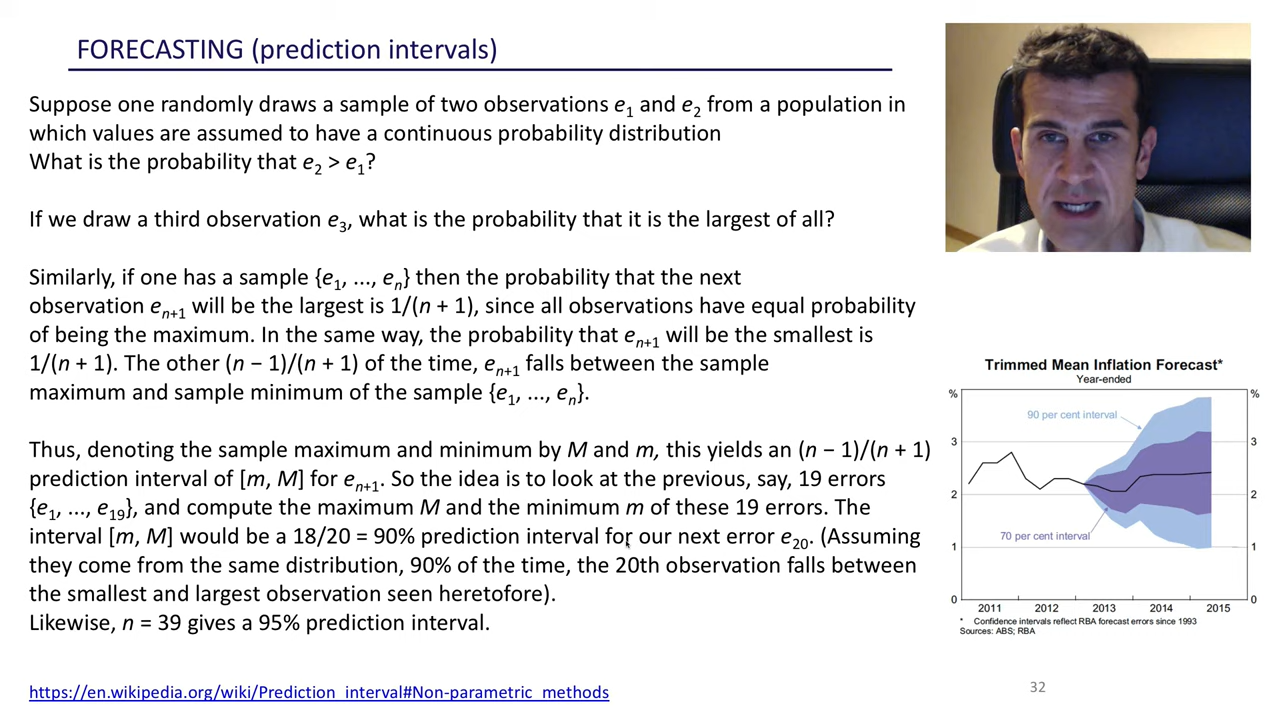 FORECASTING (prediction intervals)
Suppose one randomly draws a sample of two observations e1 and e2 from a population in
which values are assumed to have a continuous probability distribution
What is the probability that e2 > e1?
If we draw a third observation e3, what is the probability that it is the largest of all?
Similarly, if one has a sample {e1, ..., en} then the probability that the next
observation en+1 will be the largest is 1/(n + 1), since all observations have equal probability
of being the maximum. In the same way, the probability that en+1 will be the smallest is
1/(n + 1). The other (n − 1)/(n + 1) of the time, en+1 falls between the sample
maximum and sample minimum of the sample {e1, ..., en}.
Thus, denoting the sample maximum and minimum by M and m, this yields an (n − 1)/(n + 1)
prediction interval of [m, M] for en+1. So the idea is to look at the previous, say, 19 errors
{e1, ..., e19}, and compute the maximum M and the minimum m of these 19 errors. The
interval [m, M] would be a 18/20 = 90% prediction interval for our next error e20. (Assuming
they come from the same distribution, 90% of the time, the 20th observation falls between
the smallest and largest observation seen heretofore).
Likewise, n = 39 gives a 95% prediction interval.
https://en.wikipedia.org/wiki/Prediction_interval#Non-parametric_methods
Trimmed Mean Inflation Forecast*
Year-ended
% %
90 per cent interval
3 3
2 2
70 per cent interval
1 1
0 0
2011 2012 2013 2014 2015
* Confidence intervals reflect RBA forecast errors since 1993
Sources: ABS; RBA
32